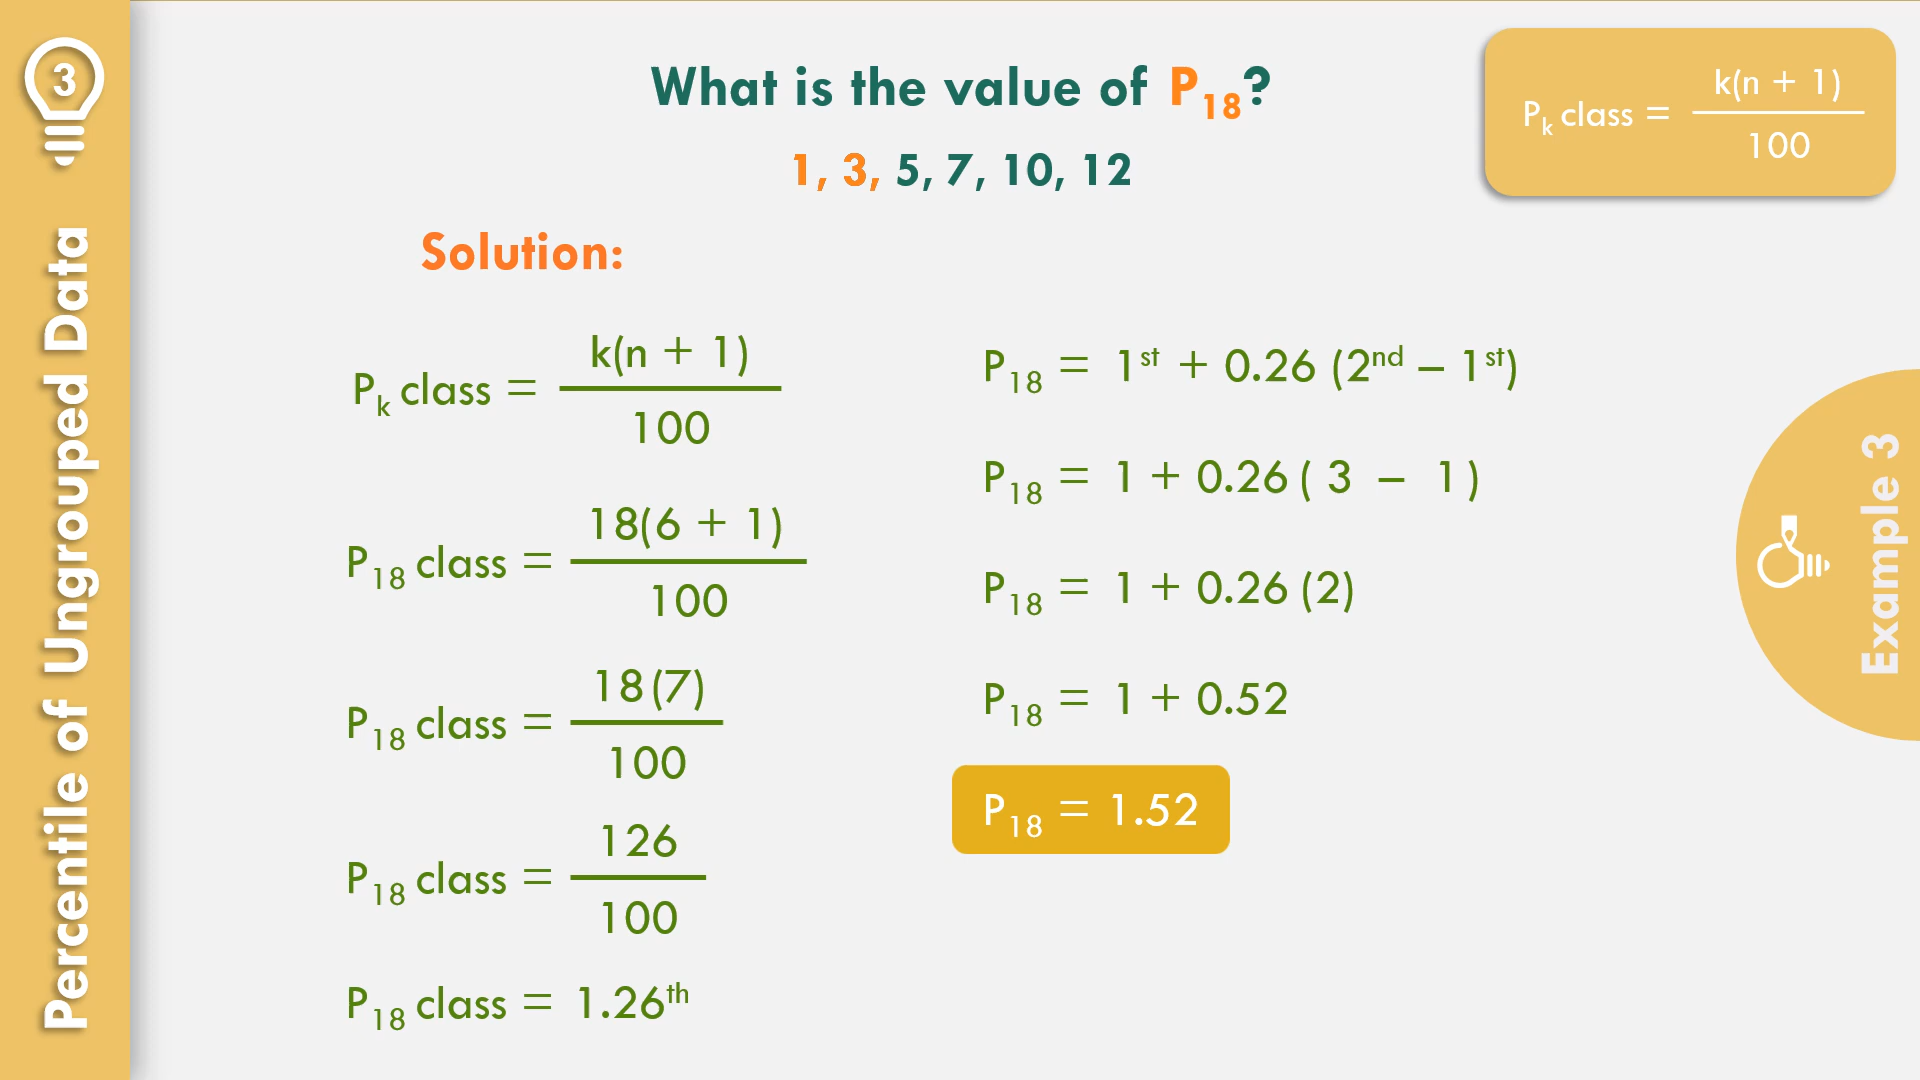 3
Percentile of Ungrouped Data
What is the value of P₁₈?
1, 3, 5, 7, 10, 12
Pₖ class = k(n + 1) / 100
Solution:
Pₖ class = k(n + 1) / 100
P₁₈ class = 18(6 + 1) / 100
P₁₈ class = 18(7) / 100
P₁₈ class = 126 / 100
P₁₈ class = 1.26ᵗʰ
P₁₈ = 1ˢᵗ + 0.26 (2ⁿᵈ – 1ˢᵗ)
P₁₈ = 1 + 0.26 ( 3 – 1 )
P₁₈ = 1 + 0.26 (2)
P₁₈ = 1 + 0.52
P₁₈ = 1.52
Example 3